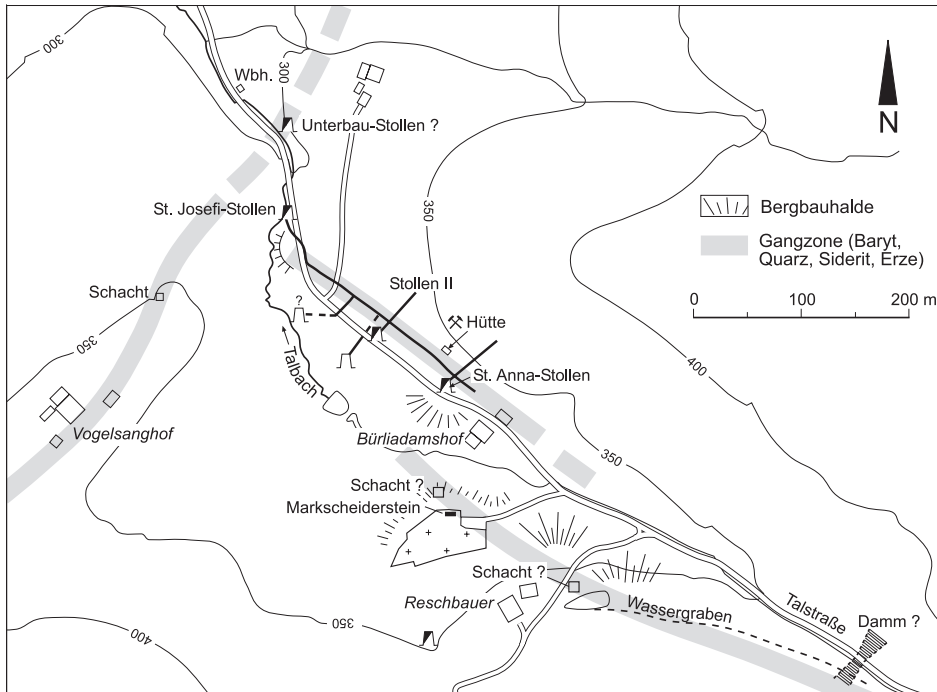 300
Wbh.
300
Unterbau-Stollen ?
N
St. Josefi-Stollen
350
Bergbauhalde
Gangzone (Baryt,
Quarz, Siderit, Erze)
Stollen II
Schacht
0 100 200 m
?
Hütte
350
Talbach
400
St. Anna-Stollen
Vogelsanghof
Bürliadamshof
350
Schacht ?
Markscheiderstein
Schacht ?
Reschbauer
Wassergraben
Talstraße
Damm ?
350
400